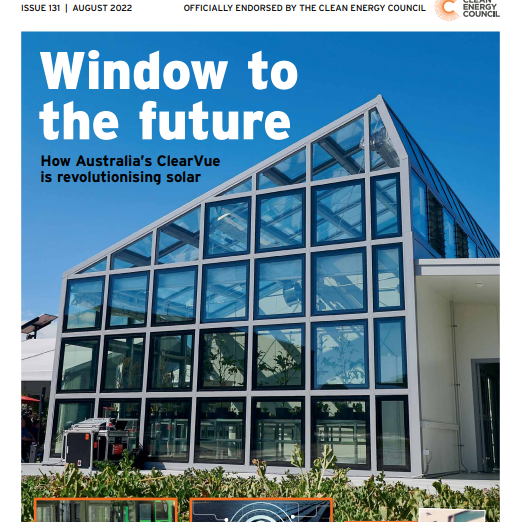 ISSUE 131 | AUGUST 2022
OFFICIALLY ENDORSED BY THE CLEAN ENERGY COUNCIL
CLEAN
ENERGY
COUNCIL
Window to
the future
How Australia's ClearVue
is revolutionising solar